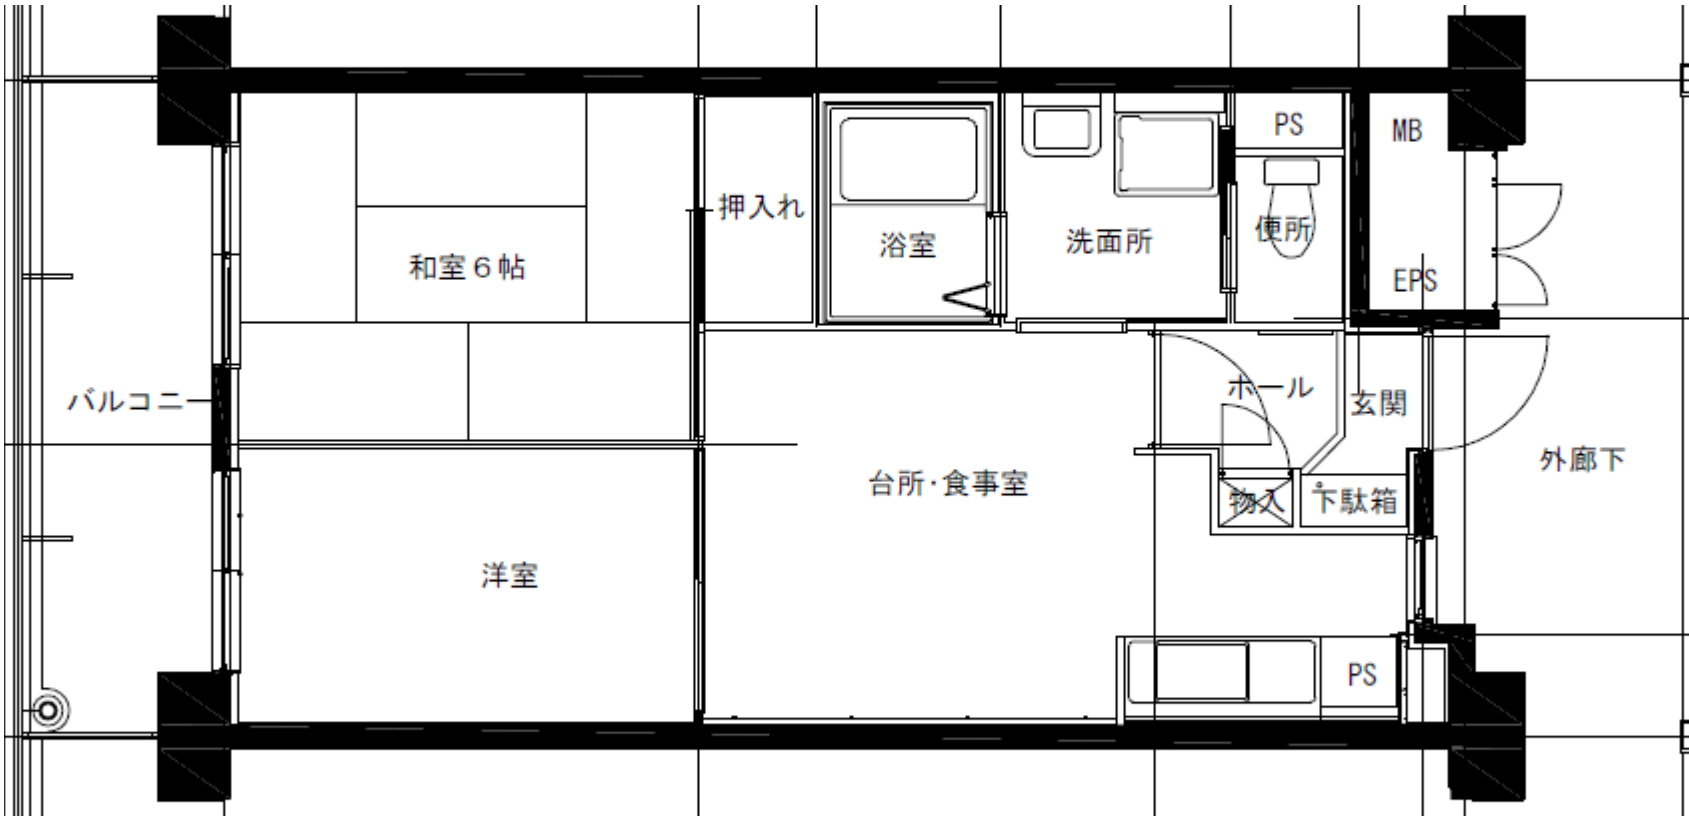 PS
MB
押入れ
浴室
洗面所
便所
和室６帖
EPS
バルコニー
ホール
玄関
台所･食事室
外廊下
物入
下駄箱
洋室
PS